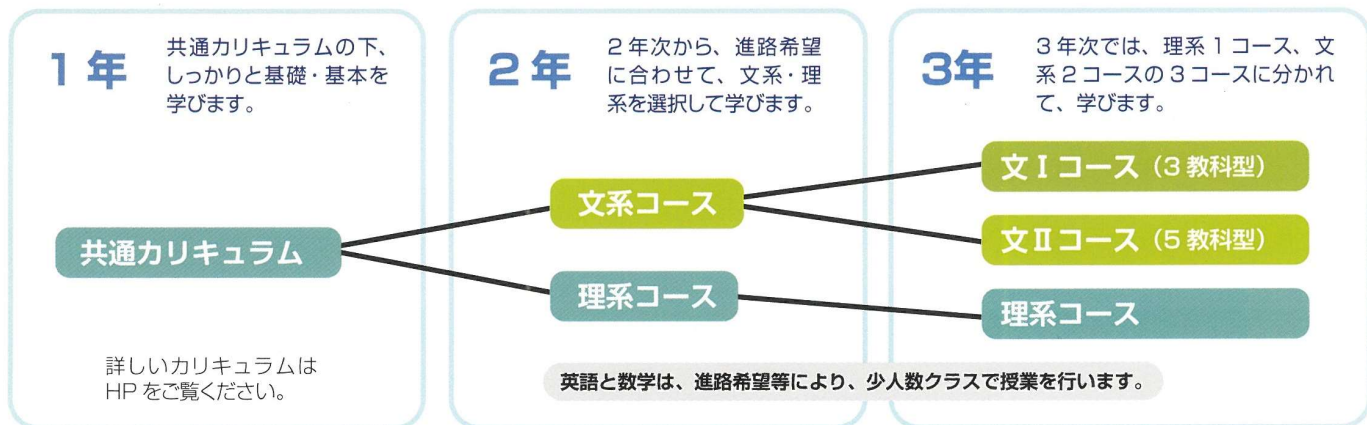 1年
共通カリキュラムの下、
しっかりと基礎・基本を
学びます。
共通カリキュラム
詳しいカリキュラムは
HPをご覧ください。
2年
2年次から、進路希望
に合わせて、文系・理
系を選択して学びます。
文系コース
理系コース
3年
3年次では、理系1コース、文
系2コースの3コースに分かれ
て、学びます。
文Ⅰコース(3教科型)
文Ⅱコース(5教科型)
理系コース
英語と数学は、進路希望等により、少人数クラスで授業を行います。